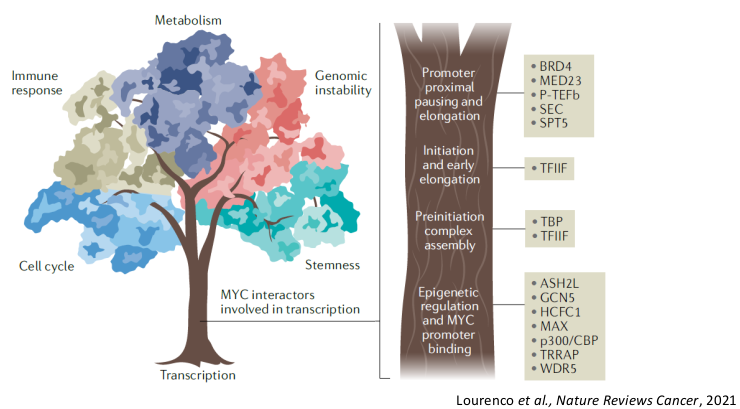 Metabolism
Immune
response
Genomic
instability
Cell cycle
Stemness
MYC interactors
involved in transcription
Transcription
Promoter
proximal
pausing and
elongation
• BRD4
• MED23
• P-TEFb
• SEC
• SPT5
Initiation
and early
elongation
• TFIIF
Preinitiation
complex
assembly
• TBP
• TFIIF
Epigenetic
regulation
and MYC
promoter
binding
• ASH2L
• GCN5
• HCFC1
• MAX
• p300/CBP
• TRRAP
• WDR5
Lourenco et al., Nature Reviews Cancer, 2021